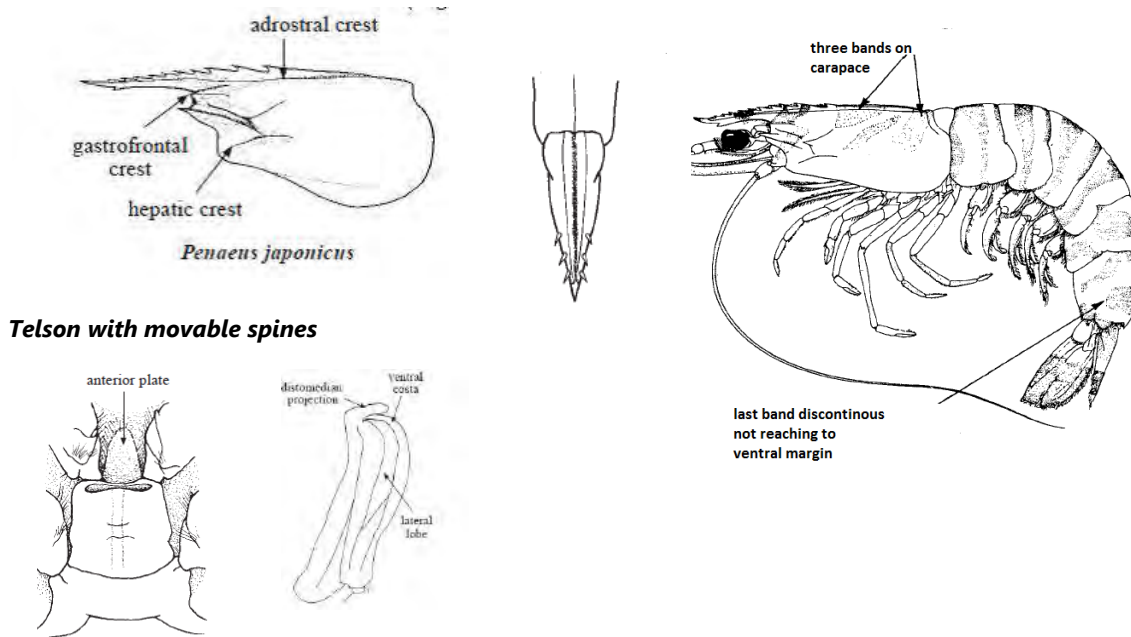 adrostral crest
gastrofrontal
crest
hepatic crest
Penaeus japonicus
three bands on
carapace
last band discontinous
not reaching to
ventral margin
Telson with movable spines
anterior plate
distomedian
projection
ventral
costa
lateral
lobe